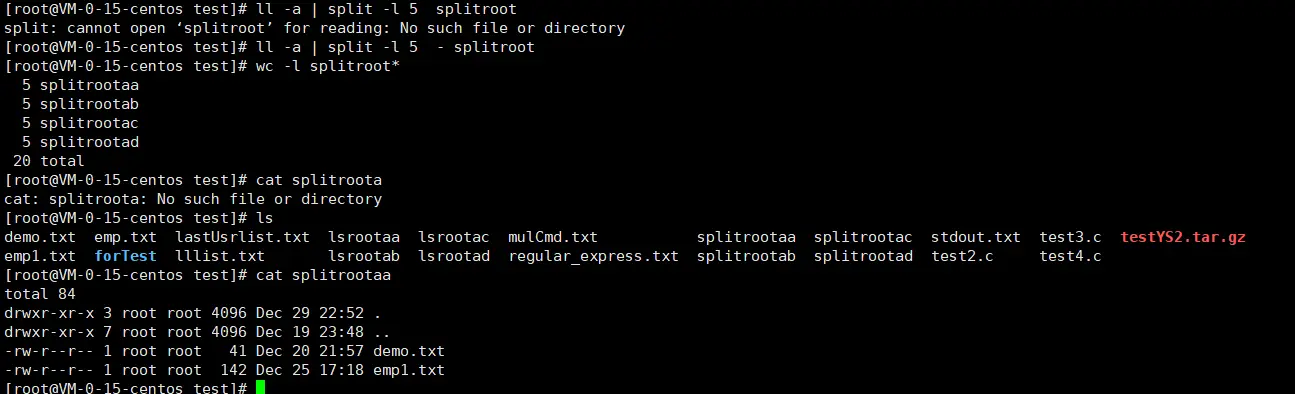 [root@VM-0-15-centos test]# ll -a | split -l 5  splitroot
split: cannot open ‘splitroot’ for reading: No such file or directory
[root@VM-0-15-centos test]# ll -a | split -l 5  - splitroot
[root@VM-0-15-centos test]# wc -l splitroot*
  5 splitrootaa
  5 splitrootab
  5 splitrootac
  5 splitrootad
 20 total
[root@VM-0-15-centos test]# cat splitroota
cat: splitroota: No such file or directory
[root@VM-0-15-centos test]# ls
demo.txt  emp.txt  lastUsrlist.txt  lsrootaa  lsrootac  mulCmd.txt           splitrootaa  splitrootac  stdout.txt  test3.c  testYS2.tar.gz
emp1.txt  forTest  lllist.txt       lsrootab  lsrootad  regular_express.txt  splitrootab  splitrootad  test2.c     test4.c
[root@VM-0-15-centos test]# cat splitrootaa
total 84
drwxr-xr-x 3 root root 4096 Dec 29 22:52 .
drwxr-xr-x 7 root root 4096 Dec 19 23:48 ..
-rw-r--r-- 1 root root   41 Dec 20 21:57 demo.txt
-rw-r--r-- 1 root root  142 Dec 25 17:18 emp1.txt
[root@VM-0-15-centos test]#